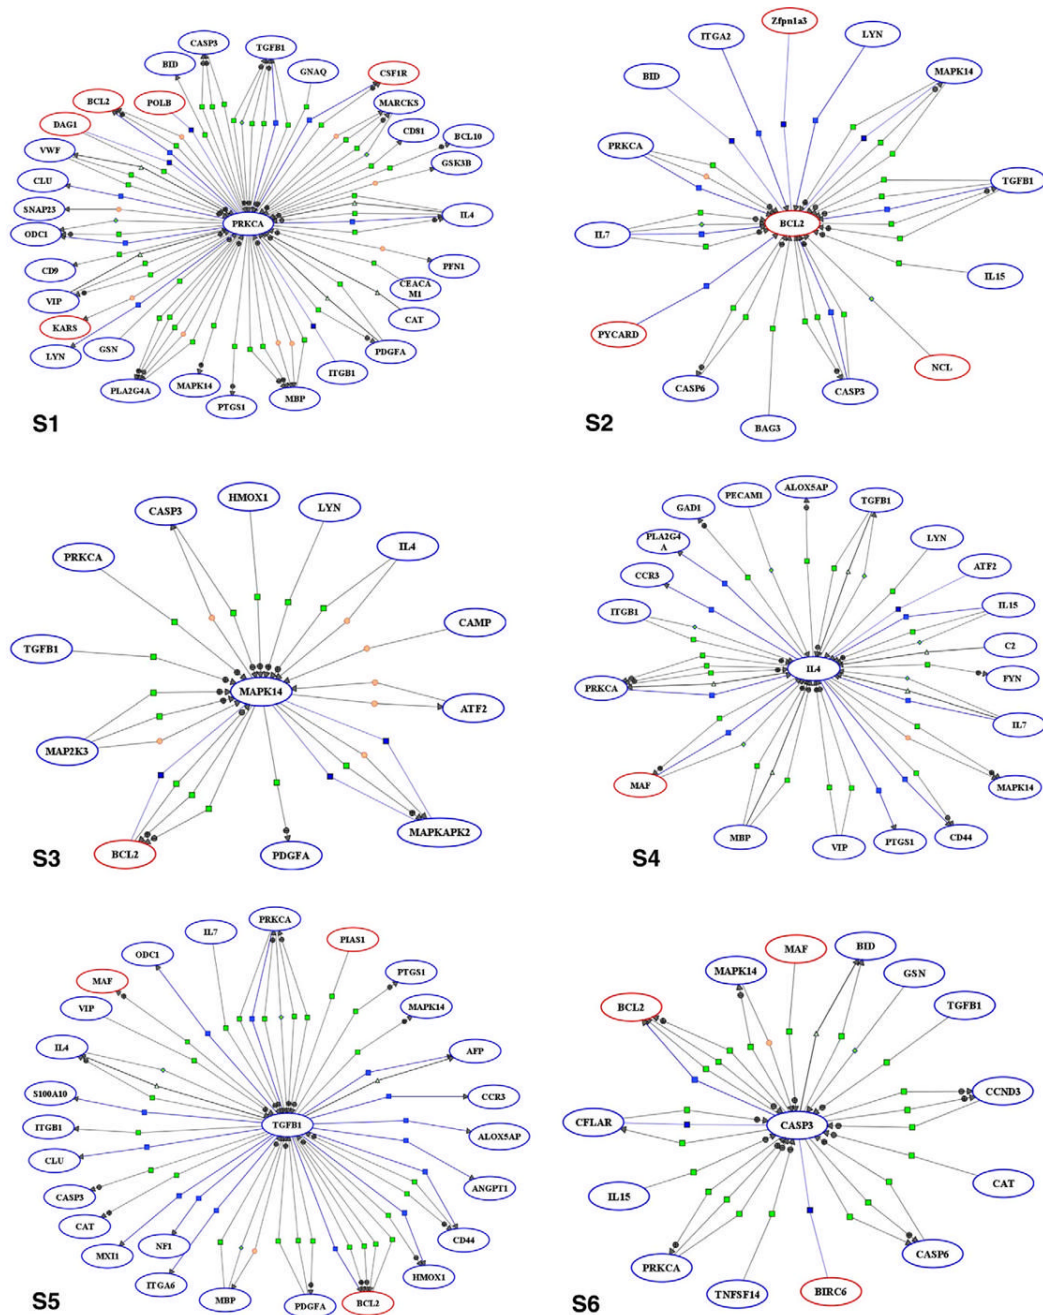 CASP3
TGFB1
BID
GNAQ
CSF1R
BCL2
POLB
MARCKS
DAG1
CD81
BCL10
VWF
GSK3B
CLU
SNAP23
IL4
ODC1
PRKCA
CD9
PFN1
VIP
CEACA
M1
KARS
CAT
LYN
GSN
PDGFA
PLA2G4A
MAPK14
ITGB1
PTGS1
MBP
S1
Zfpn1a3
ITGA2
LYN
BID
MAPK14
PRKCA
TGFB1
IL7
BCL2
IL15
PYCARD
NCL
CASP6
CASP3
BAG3
S2
HMOX1
CASP3
LYN
IL4
PRKCA
CAMP
TGFB1
MAPK14
ATF2
MAP2K3
MAPKAPK2
BCL2
PDGFA
S3
ALOX5AP
PECAM1
TGFB1
GAD1
PLA2G4
A
LYN
CCR3
ATF2
ITGB1
IL15
C2
IL4
FYN
PRKCA
IL7
MAF
MAPK14
MBP
VIP
PTGS1
CD44
S4
PRKCA
IL7
PIAS1
ODC1
MAF
PTGS1
VIP
MAPK14
IL4
AFP
S100A10
CCR3
ITGB1
TGFB1
ALOX5AP
CLU
CASP3
ANGPT1
CAT
CD44
MXI1
NF1
ITGA6
HMOX1
MBP
PDGFA
BCL2
S5
MAF
BID
MAPK14
GSN
BCL2
TGFB1
CCND3
CFLAR
CASP3
CAT
IL15
CASP6
PRKCA
TNFSF14
BIRC6
S6